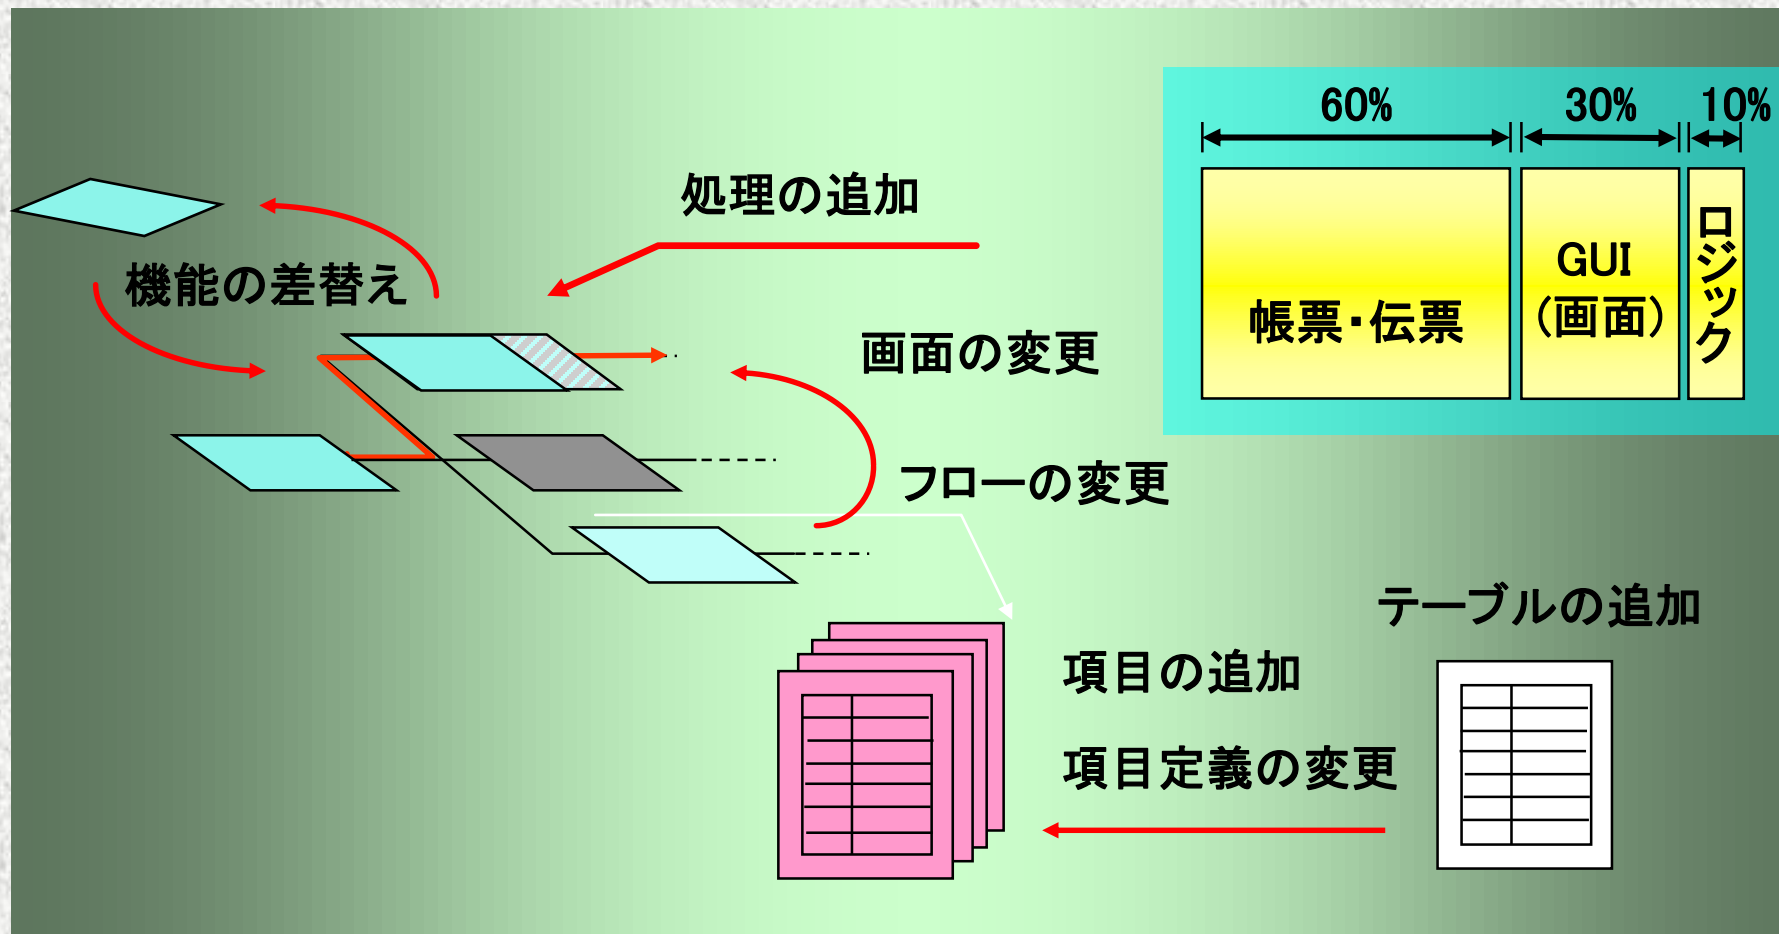 60% 30% 10%
処理の追加
ロジック
機能の差替え
GUI
(画面)
帳票・伝票
画面の変更
フローの変更
テーブルの追加
項目の追加
項目定義の変更